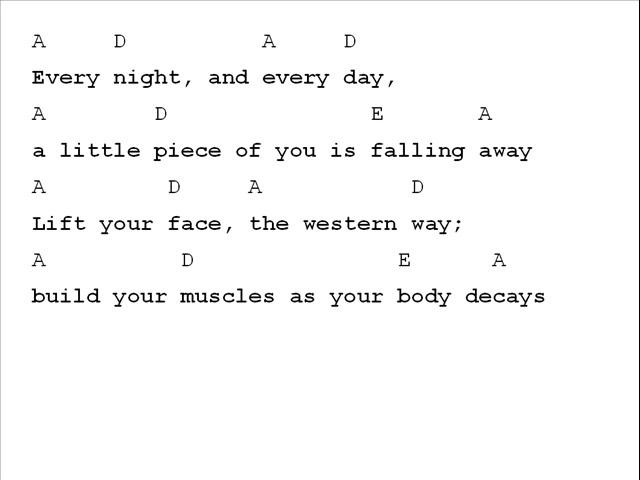 A     D          A     D
Every night, and every day,
A        D               E       A
a little piece of you is falling away
A         D     A           D
Lift your face, the western way;
A          D               E      A
build your muscles as your body decays